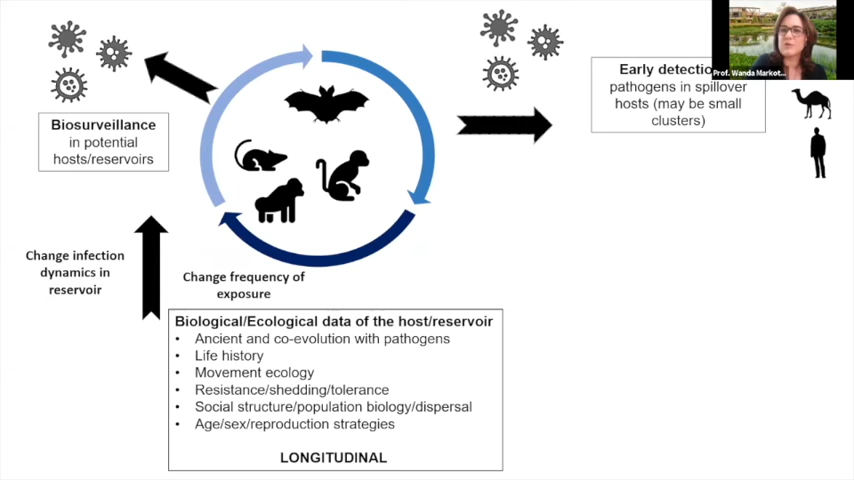 Prof. Wanda Markot...
Early detectio
pathogens in spillover
hosts (may be small
clusters)
Biosurveillance
in potential
hosts/reservoirs
Change infection
dynamics in
reservoir
Change frequency of
exposure
Biological/Ecological data of the host/reservoir
• Ancient and co-evolution with pathogens
• Life history
• Movement ecology
• Resistance/shedding/tolerance
• Social structure/population biology/dispersal
• Age/sex/reproduction strategies
LONGITUDINAL